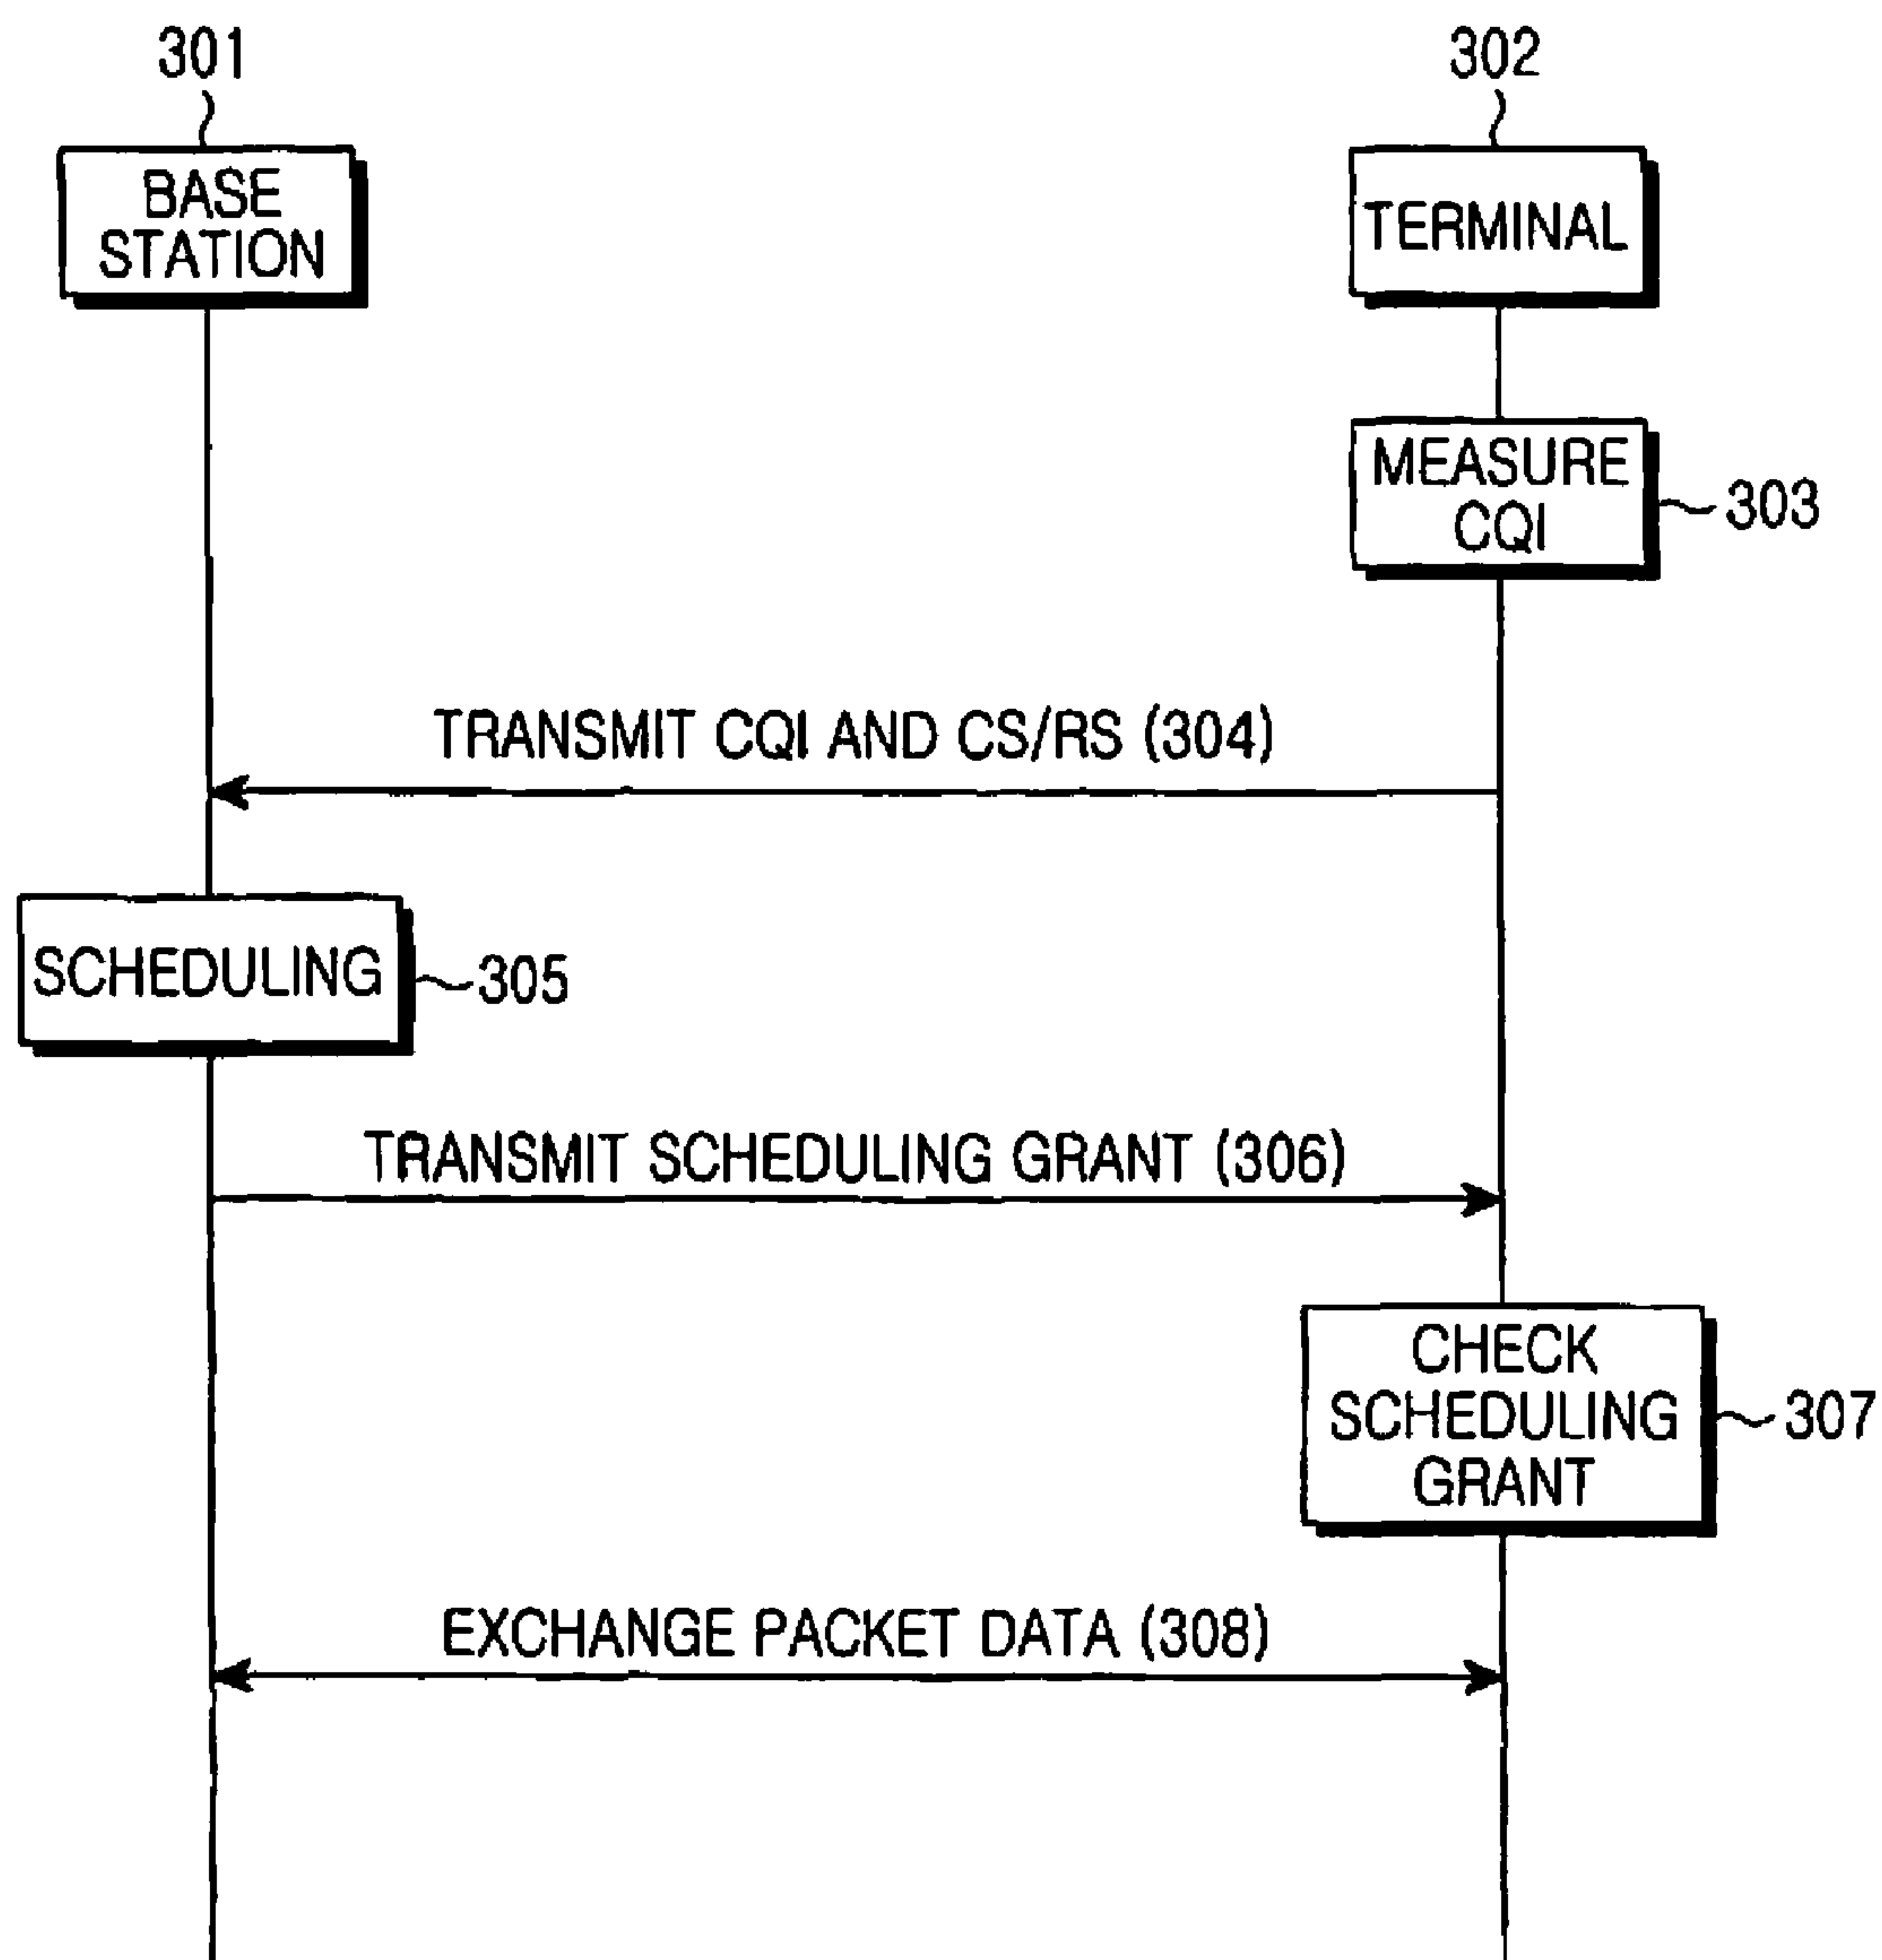 301
302
BASE
STATION
TERMINAL
MEASURE
CQI
303
TRANSMIT CQI AND CS/RS (304)
SCHEDULING
305
TRANSMIT SCHEDULING GRANT (306)
CHECK
SCHEDULING
GRANT
307
EXCHANGE PACKET DATA (308)